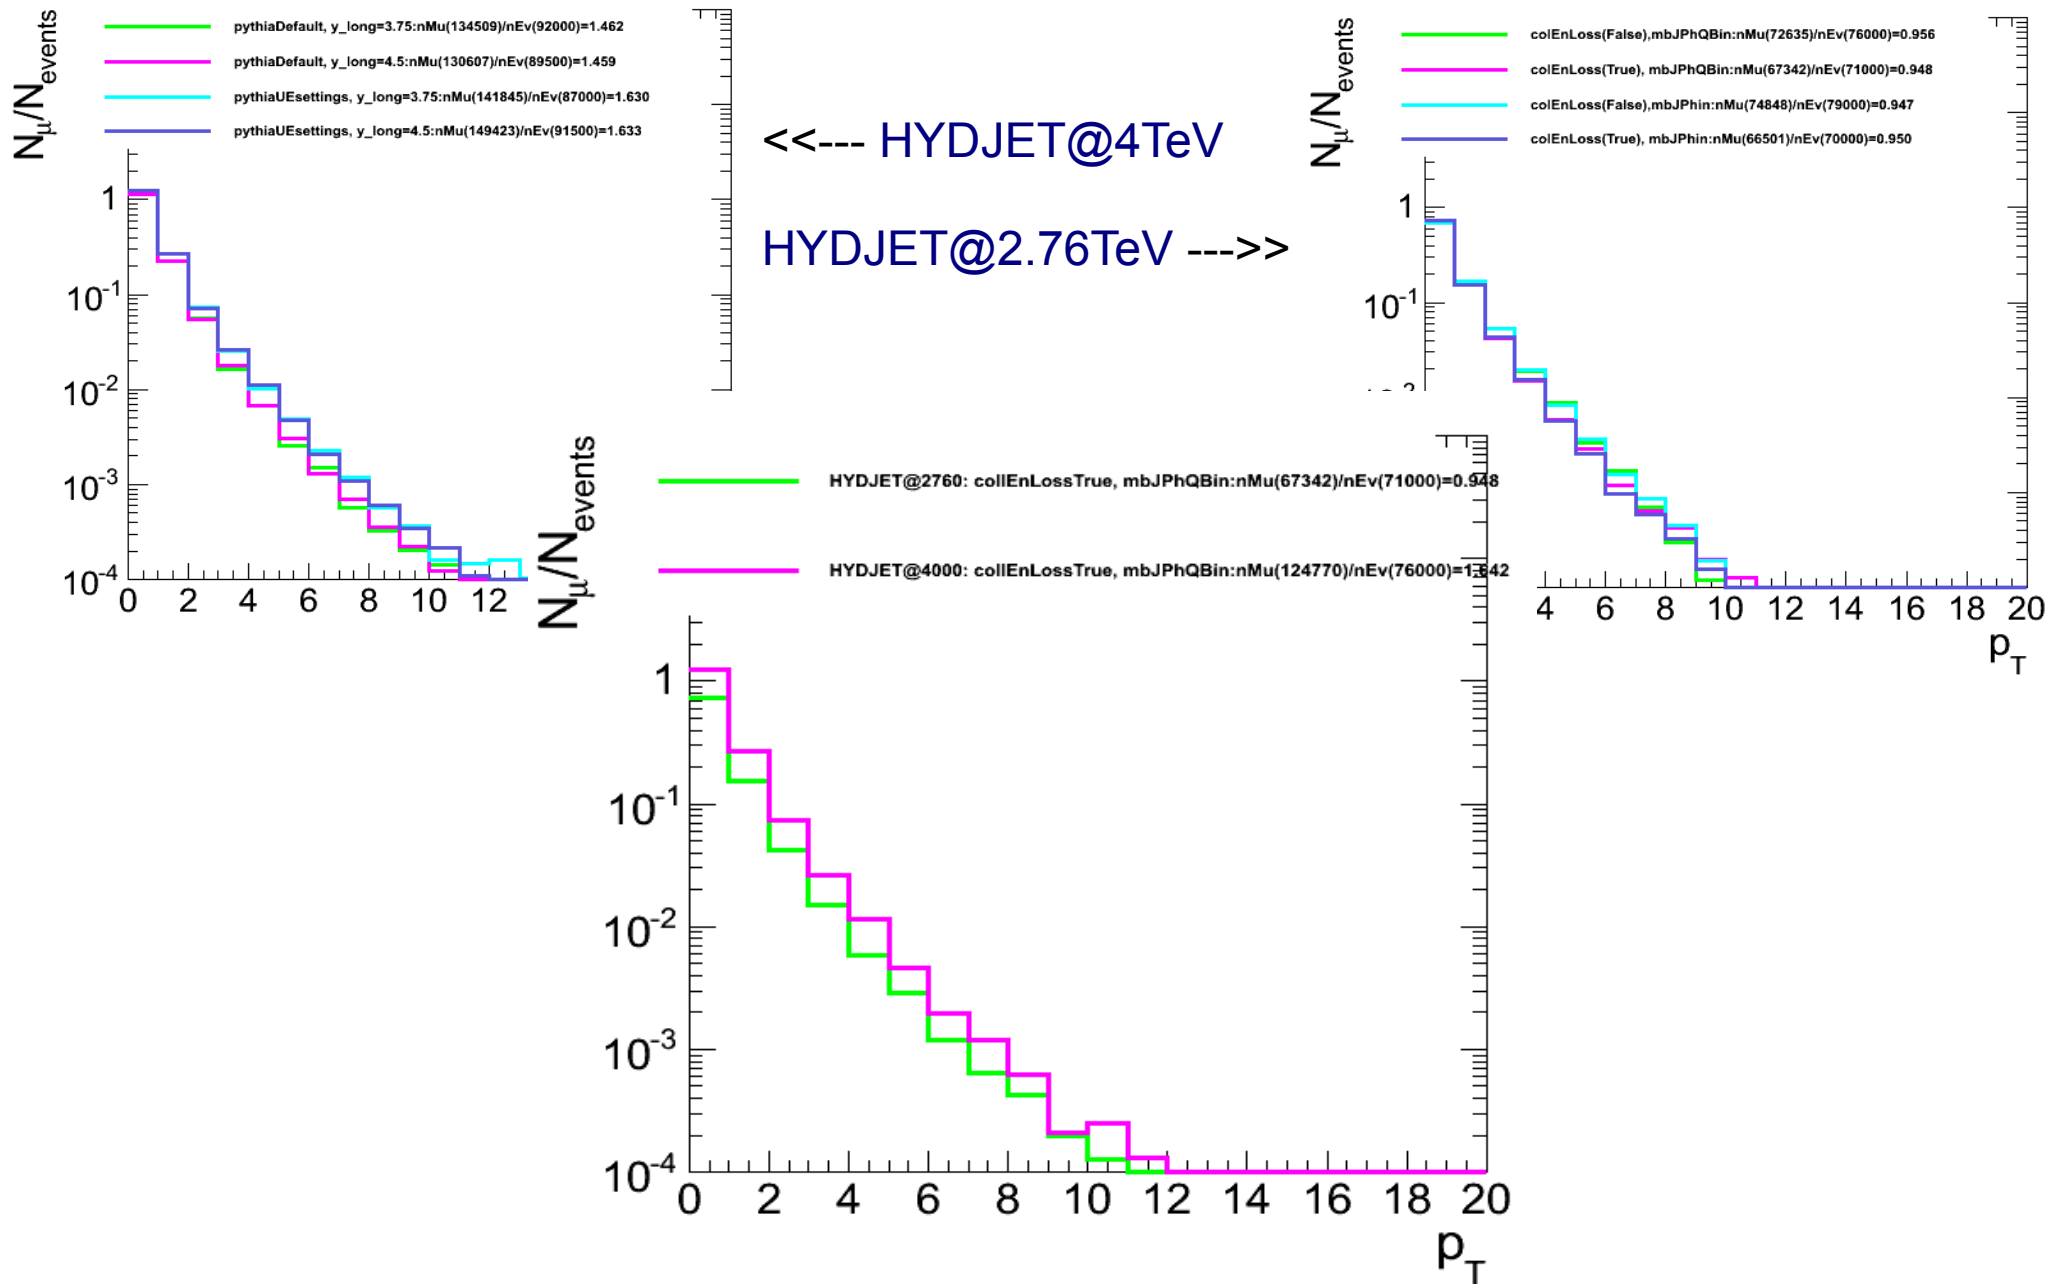 N_μ/N_events
pythiaDefault, y_long=3.75:nMu(134509)/nEv(92000)=1.462
pythiaDefault, y_long=4.5:nMu(130607)/nEv(89500)=1.459
pythiaUEsettings, y_long=3.75:nMu(141845)/nEv(87000)=1.630
pythiaUEsettings, y_long=4.5:nMu(149423)/nEv(91500)=1.633
1
10^-1
10^-2
10^-3
10^-4
0 2 4 6 8 10 12
<<--- HYDJET@4TeV
HYDJET@2.76TeV --->>
N_μ/N_events
colEnLoss(False),mbJPhQBin:nMu(72635)/nEv(76000)=0.956
colEnLoss(True), mbJPhQBin:nMu(67342)/nEv(71000)=0.948
colEnLoss(False),mbJPhin:nMu(74848)/nEv(79000)=0.947
colEnLoss(True), mbJPhin:nMu(66501)/nEv(70000)=0.950
1
10^-1
4 6 8 10 12 14 16 18 20
p_T
N_μ/N_events
HYDJET@2760: collEnLossTrue, mbJPhQBin:nMu(67342)/nEv(71000)=0.948
HYDJET@4000: collEnLossTrue, mbJPhQBin:nMu(124770)/nEv(76000)=1.642
1
10^-1
10^-2
10^-3
10^-4
0 2 4 6 8 10 12 14 16 18 20
p_T